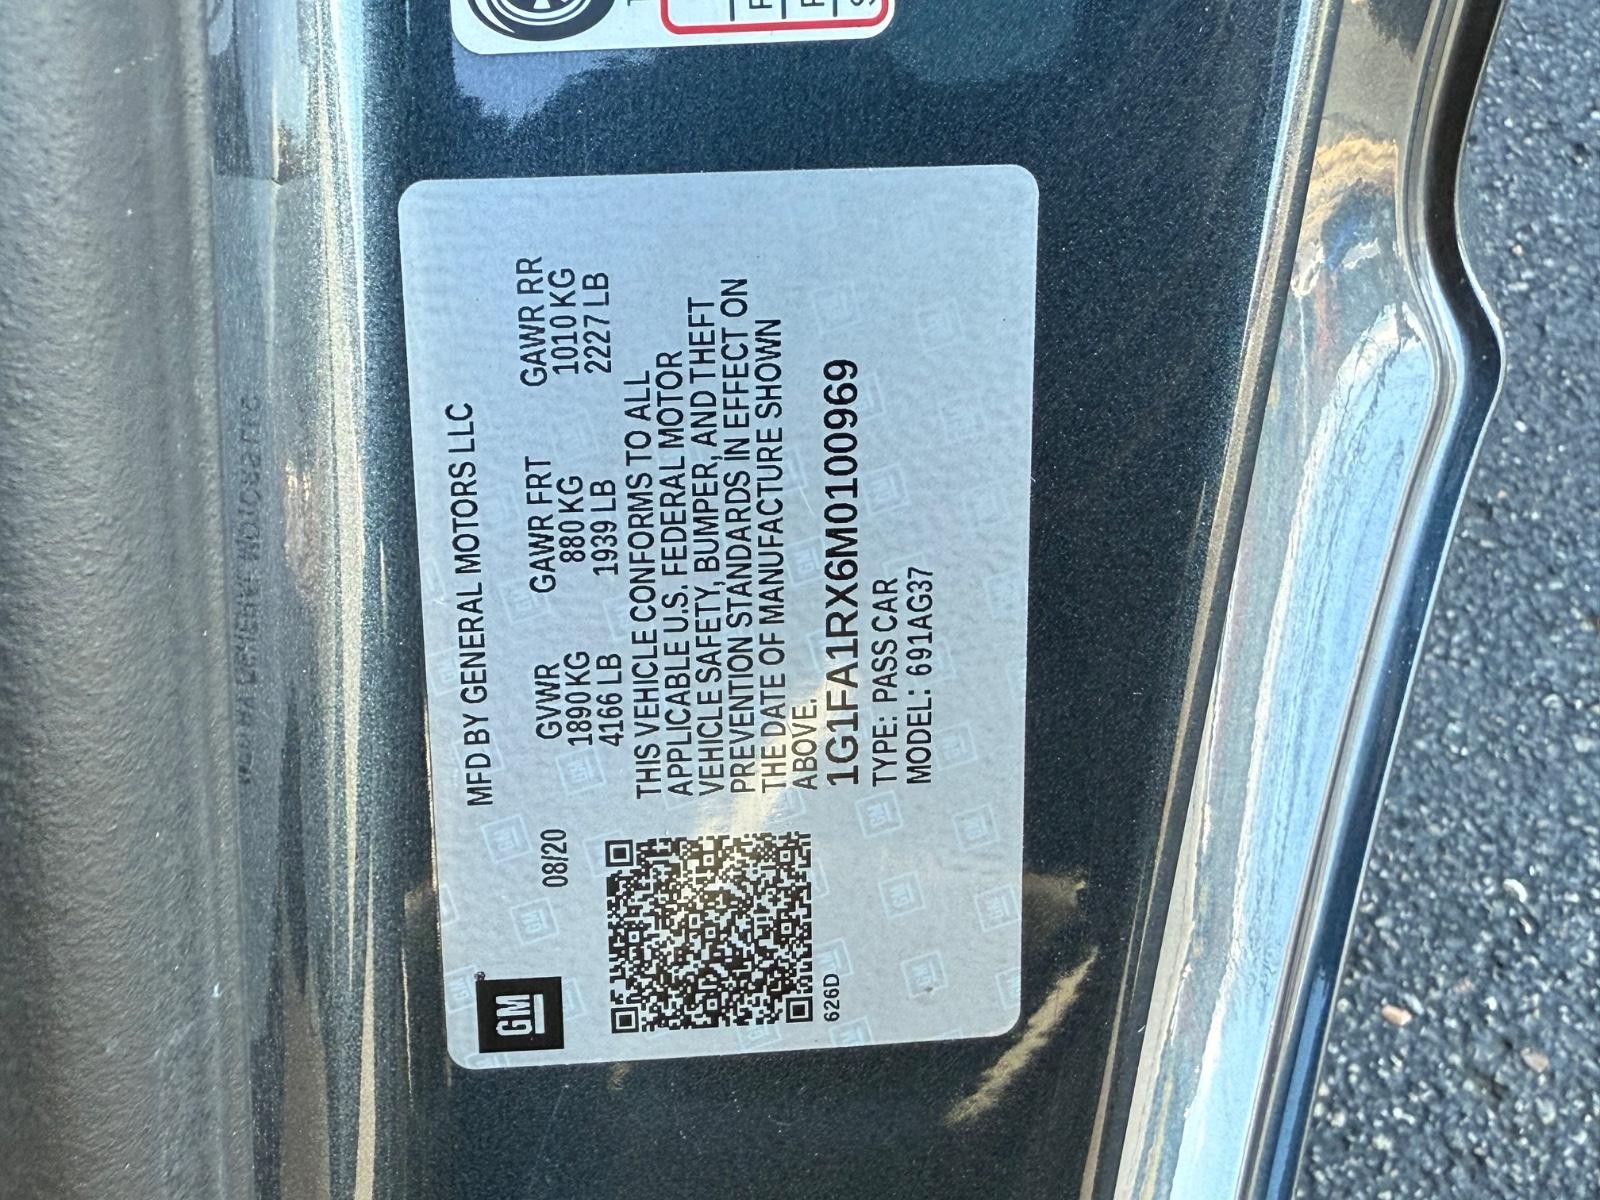 MFD BY GENERAL MOTORS LLC
08/20
GVWR GAWR FRT GAWR RR
1890 KG 880 KG 1010 KG
4166 LB 1939 LB 2227 LB
THIS VEHICLE CONFORMS TO ALL
APPLICABLE U.S. FEDERAL MOTOR
VEHICLE SAFETY, BUMPER, AND THEFT
PREVENTION STANDARDS IN EFFECT ON
THE DATE OF MANUFACTURE SHOWN
ABOVE.
1G1FA1RX6M0100969
TYPE: PASS CAR
MODEL: 691AG37
GM
626D